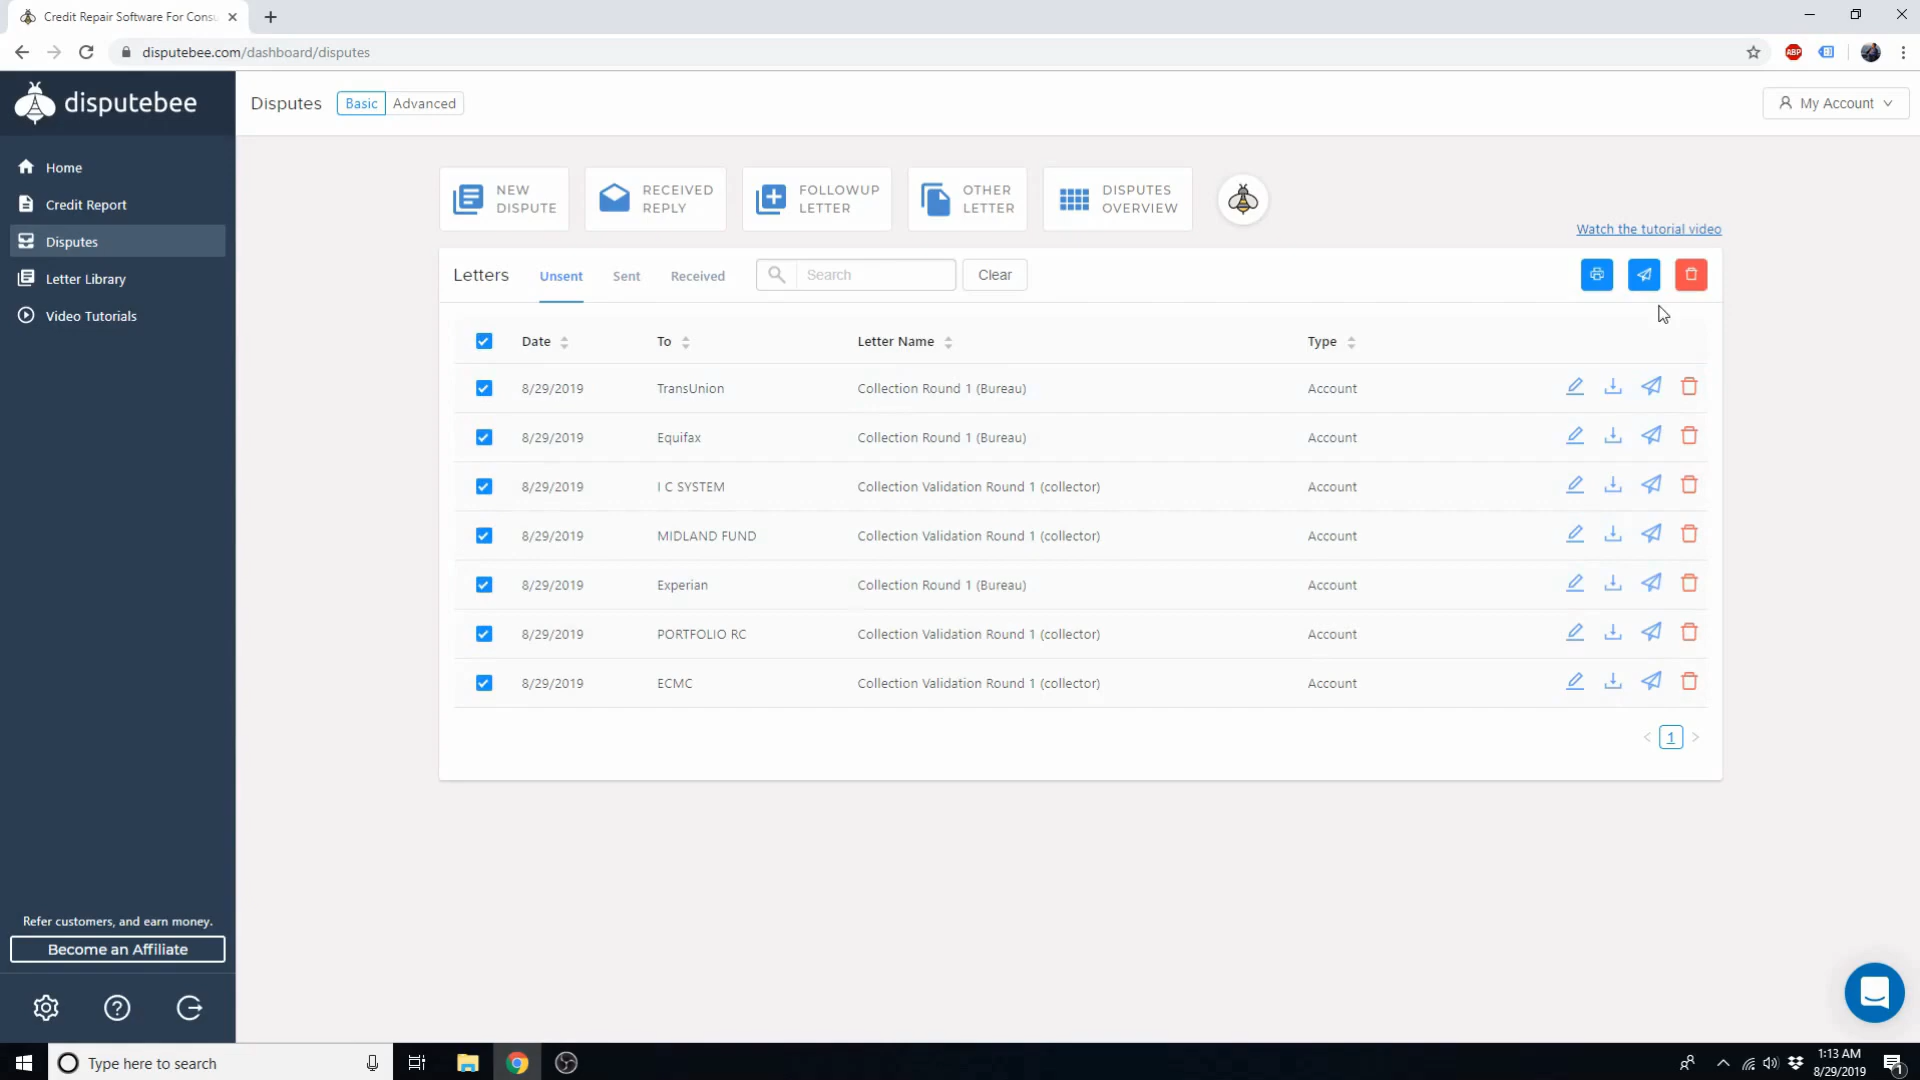 Credit Repair Software For Consu
disputebee.com/dashboard/disputes
ABP
disputebee
Disputes Basic Advanced
My Account
Home
Credit Report
Disputes
Letter Library
Video Tutorials
NEW
DISPUTE
RECEIVED
REPLY
FOLLOWUP
LETTER
OTHER
LETTER
DISPUTES
OVERVIEW
Watch the tutorial video
Letters Unsent Sent Received Search Clear
Date To Letter Name Type
8/29/2019 TransUnion Collection Round 1 (Bureau) Account
8/29/2019 Equifax Collection Round 1 (Bureau) Account
8/29/2019 I C SYSTEM Collection Validation Round 1 (collector) Account
8/29/2019 MIDLAND FUND Collection Validation Round 1 (collector) Account
8/29/2019 Experian Collection Round 1 (Bureau) Account
8/29/2019 PORTFOLIO RC Collection Validation Round 1 (collector) Account
8/29/2019 ECMC Collection Validation Round 1 (collector) Account
< 1 >
Refer customers, and earn money.
Become an Affiliate
Type here to search
1:13 AM
8/29/2019
1